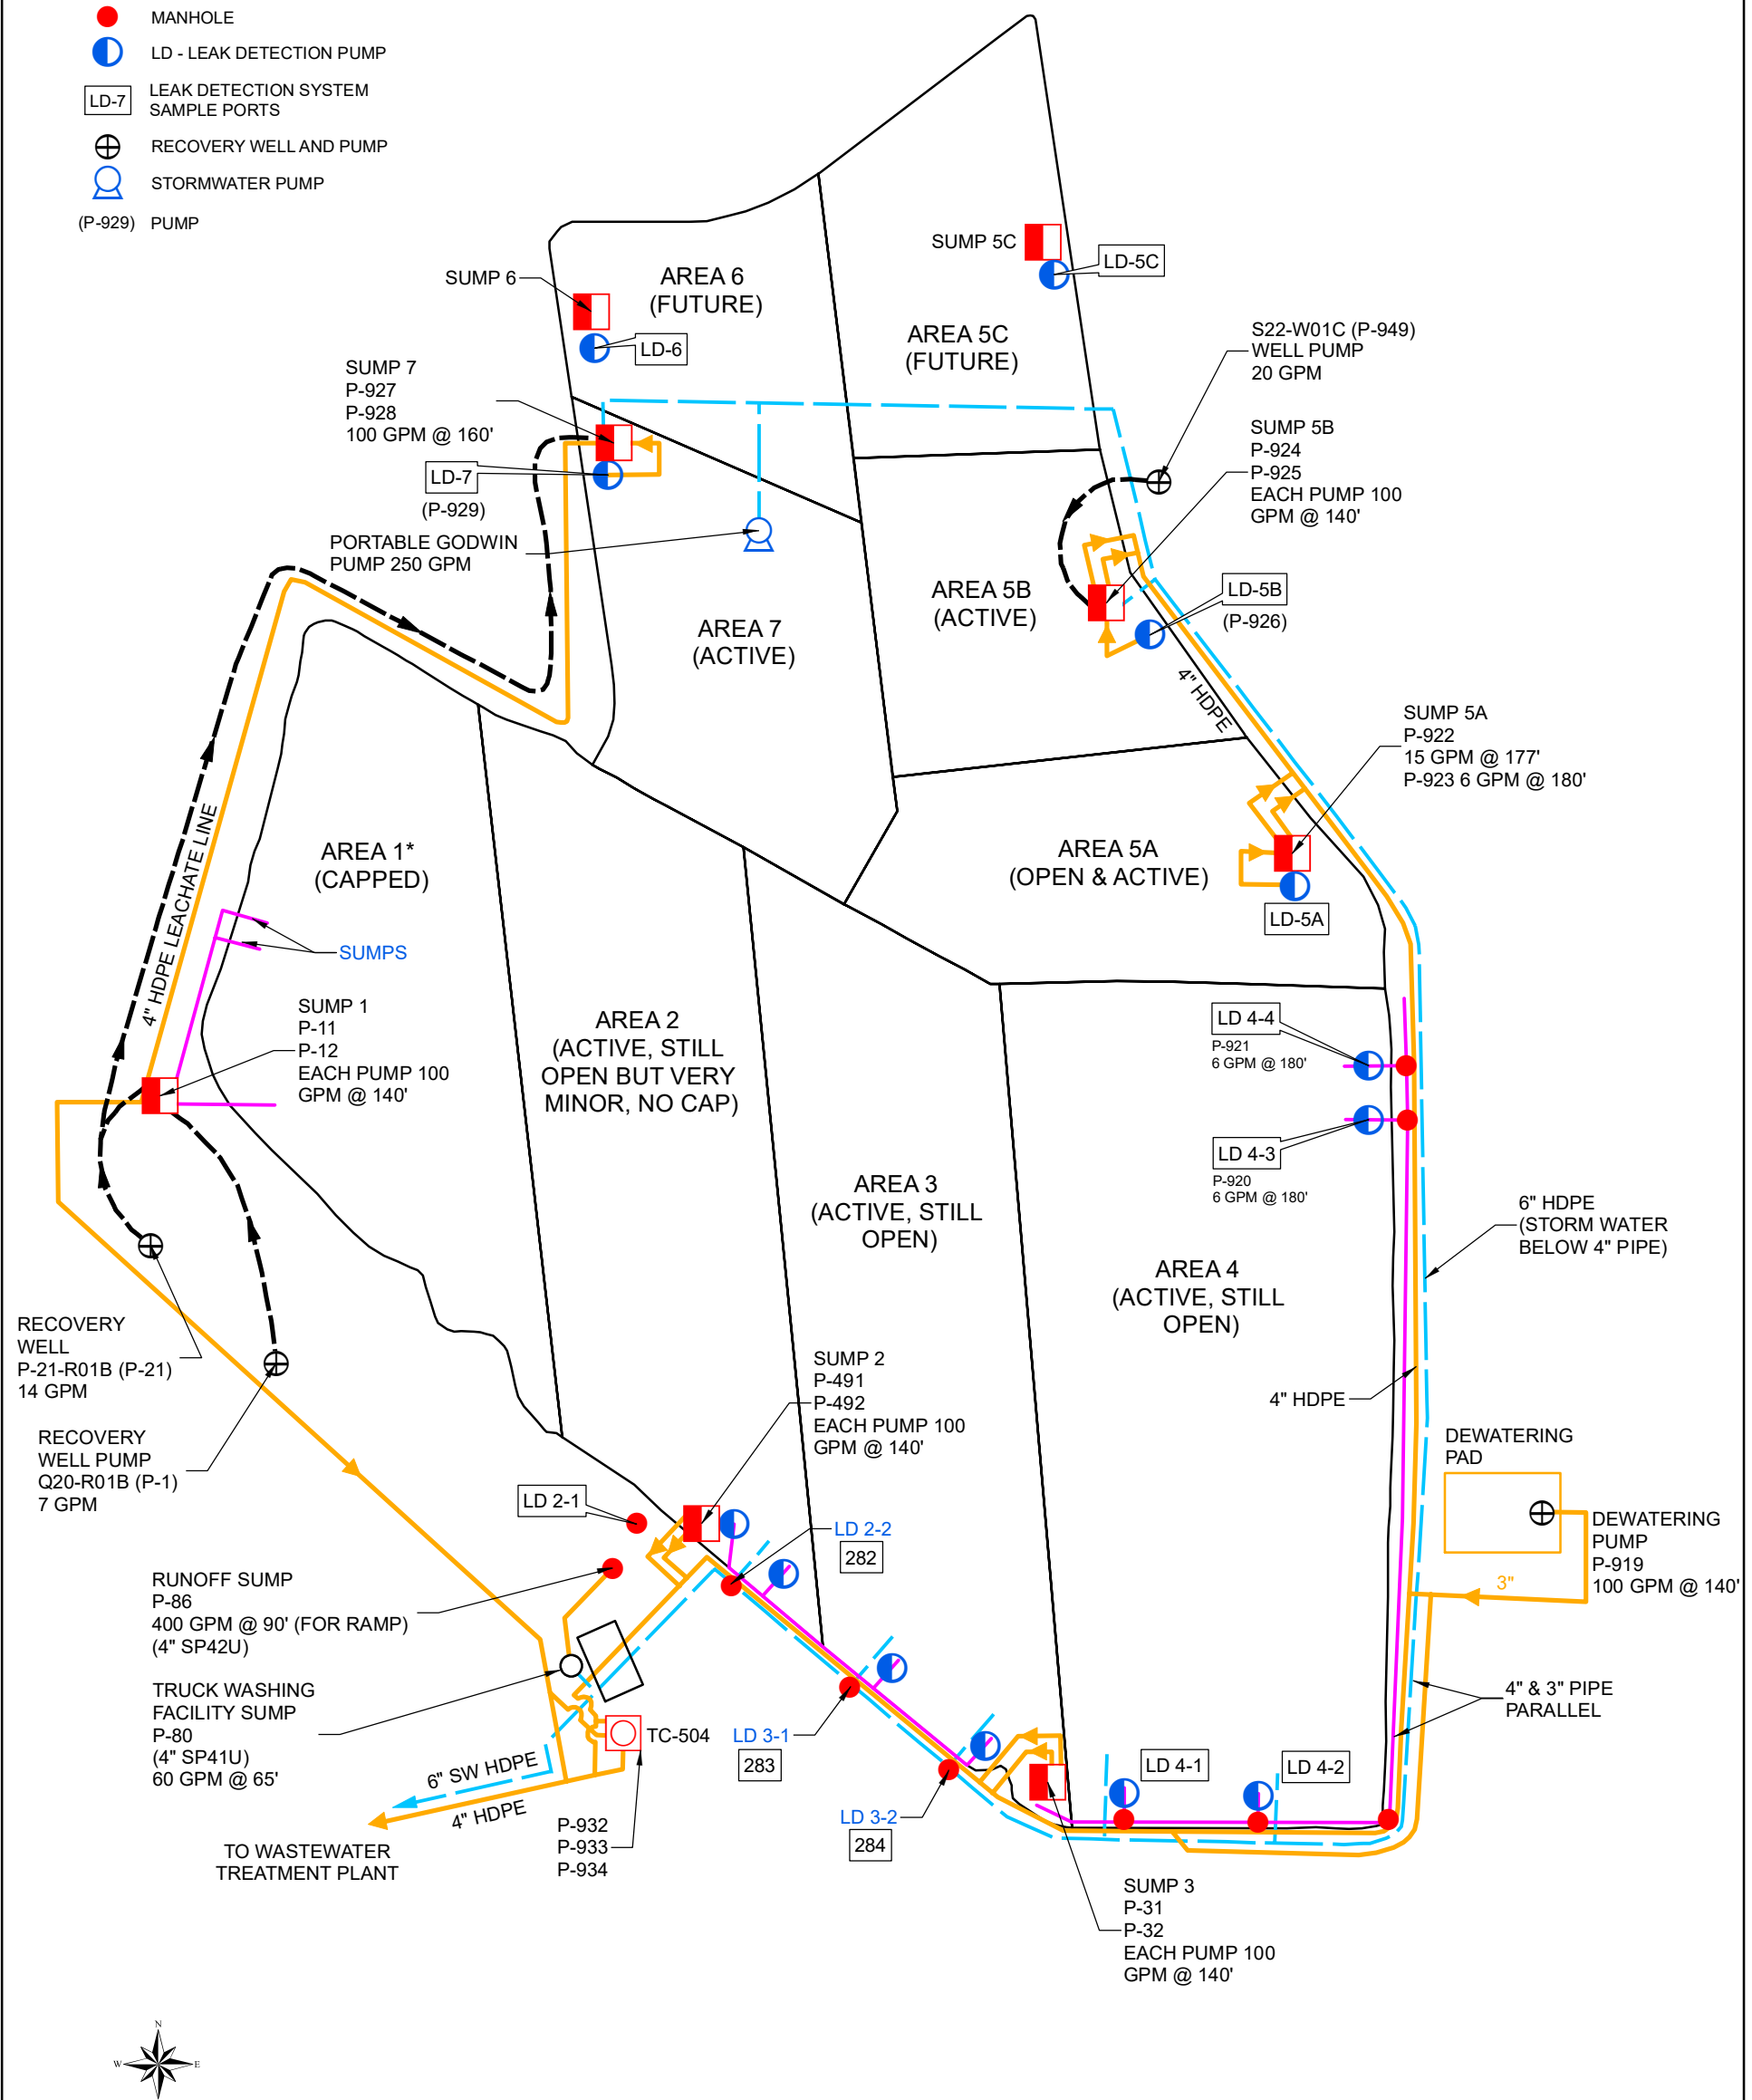 MANHOLE
LD - LEAK DETECTION PUMP
LD-7
LEAK DETECTION SYSTEM
SAMPLE PORTS
RECOVERY WELL AND PUMP
STORMWATER PUMP
(P-929) PUMP
SUMP 5C
LD-5C
SUMP 6
AREA 6
(FUTURE)
LD-6
AREA 5C
(FUTURE)
S22-W01C (P-949)
WELL PUMP
20 GPM
SUMP 7
P-927
P-928
100 GPM @ 160'
LD-7
(P-929)
SUMP 5B
P-924
P-925
EACH PUMP 100
GPM @ 140'
PORTABLE GODWIN
PUMP 250 GPM
AREA 5B
(ACTIVE)
LD-5B
(P-926)
AREA 7
(ACTIVE)
4" HDPE
SUMP 5A
P-922
15 GPM @ 177'
P-923 6 GPM @ 180'
4" HDPE LEACHATE LINE
AREA 1*
(CAPPED)
AREA 5A
(OPEN & ACTIVE)
LD-5A
SUMPS
SUMP 1
P-11
P-12
EACH PUMP 100
GPM @ 140'
AREA 2
(ACTIVE, STILL
OPEN BUT VERY
MINOR, NO CAP)
LD 4-4
P-921
6 GPM @ 180'
LD 4-3
P-920
6 GPM @ 180'
AREA 3
(ACTIVE, STILL
OPEN)
6" HDPE
(STORM WATER
BELOW 4" PIPE)
AREA 4
(ACTIVE, STILL
OPEN)
RECOVERY
WELL
P-21-R01B (P-21)
14 GPM
SUMP 2
P-491
P-492
EACH PUMP 100
GPM @ 140'
4" HDPE
RECOVERY
WELL PUMP
Q20-R01B (P-1)
7 GPM
DEWATERING
PAD
LD 2-1
LD 2-2
282
DEWATERING
PUMP
P-919
100 GPM @ 140'
3"
RUNOFF SUMP
P-86
400 GPM @ 90' (FOR RAMP)
(4" SP42U)
TRUCK WASHING
FACILITY SUMP
P-80
(4" SP41U)
60 GPM @ 65'
TC-504
LD 3-1
283
4" & 3" PIPE
PARALLEL
6" SW HDPE
4" HDPE
LD 4-1
LD 4-2
LD 3-2
284
P-932
P-933
P-934
TO WASTEWATER
TREATMENT PLANT
SUMP 3
P-31
P-32
EACH PUMP 100
GPM @ 140'
N
W
E